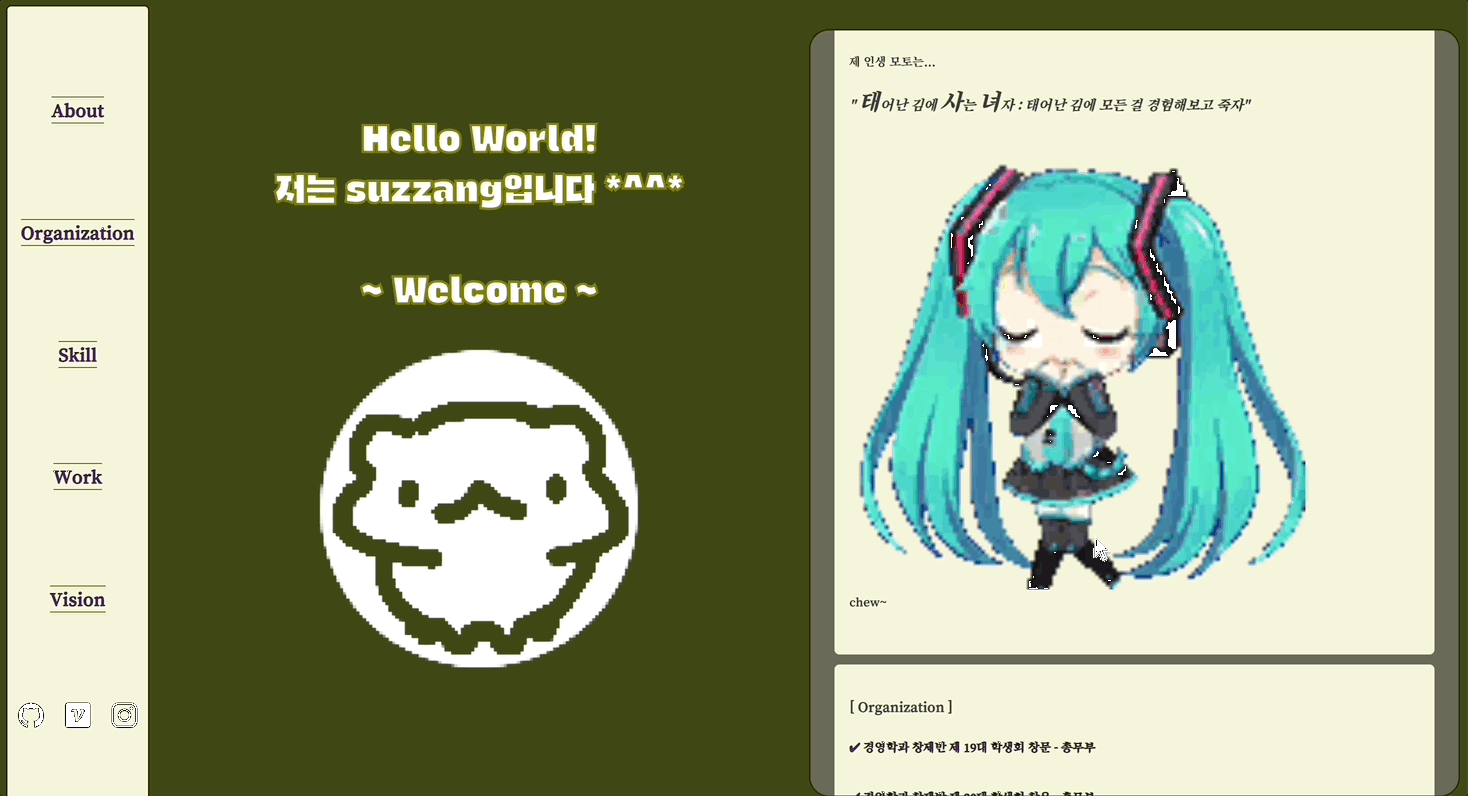 About
Organization
Skill
Work
Vision
Hello World!
저는 suzzang입니다 *^^*
~ Welcome ~
제 인생 모토는...
" 태어난 김에 사는 녀자 : 태어난 김에 모든 걸 경험해보고 죽자"
chew~
[ Organization ]
✔ 경영학과 창제반 제 19대 학생회 창문 - 총무부